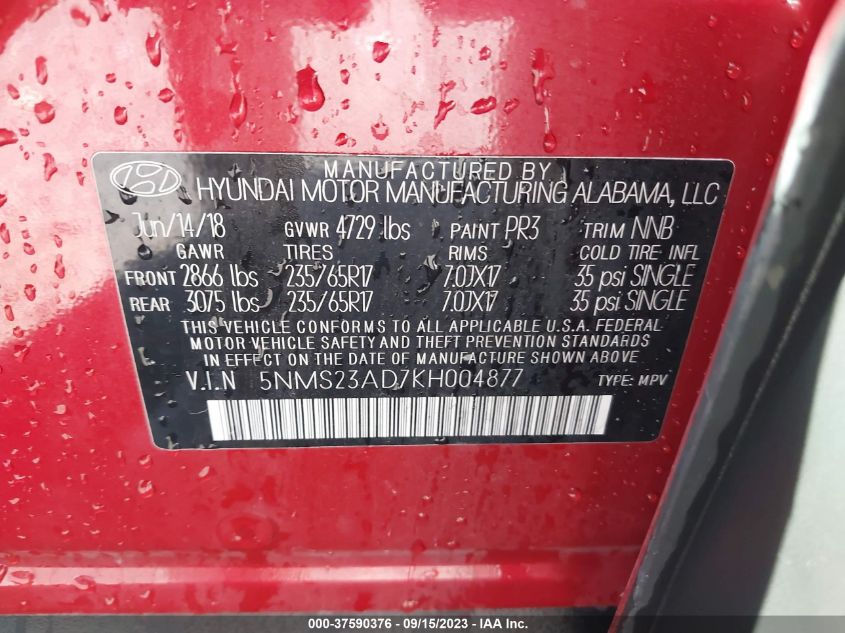 MANUFACTURED BY
HYUNDAI MOTOR MANUFACTURING ALABAMA, LLC
Jun/14/18 GVWR 4729 lbs PAINT PR3 TRIM NNB
GAWR TIRES RIMS COLD TIRE INFL
FRONT 2866 lbs 235/65R17 7.0JX17 35 psi SINGLE
REAR 3075 lbs 235/65R17 7.0JX17 35 psi SINGLE
THIS VEHICLE CONFORMS TO ALL APPLICABLE U.S.A. FEDERAL
MOTOR VEHICLE SAFETY AND THEFT PREVENTION STANDARDS
IN EFFECT ON THE DATE OF MANUFACTURE SHOWN ABOVE.
V.I.N 5NMS23AD7KH004877 TYPE: MPV
000-37590376 - 09/15/2023 - IAA Inc.